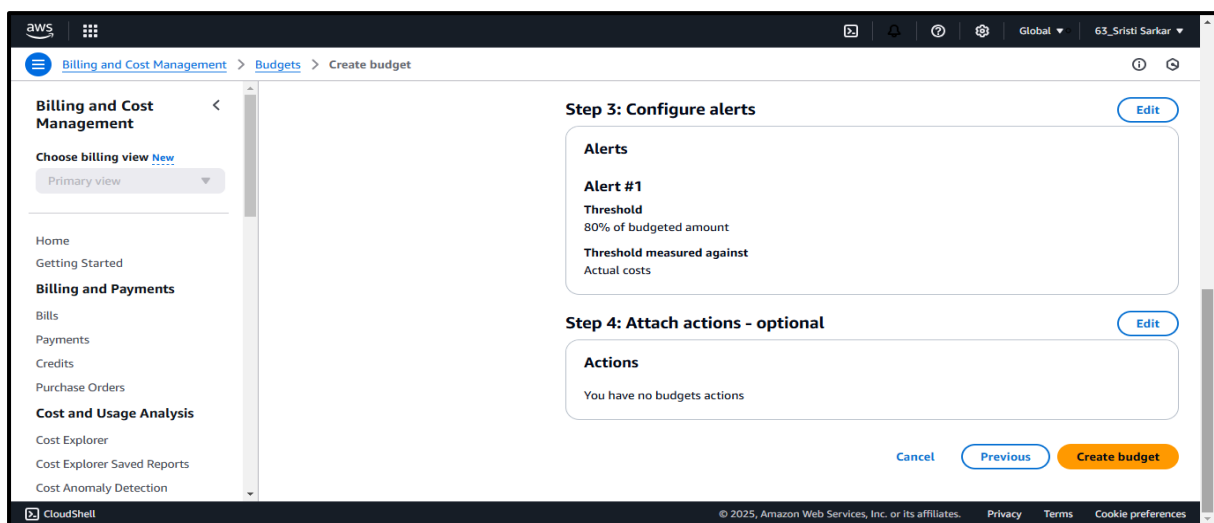 aws
Global
63_Sristi Sarkar
Billing and Cost Management > Budgets > Create budget
Billing and Cost
Management
Choose billing view New
Primary view
Home
Getting Started
Billing and Payments
Bills
Payments
Credits
Purchase Orders
Cost and Usage Analysis
Cost Explorer
Cost Explorer Saved Reports
Cost Anomaly Detection
Step 3: Configure alerts
Edit
Alerts
Alert #1
Threshold
80% of budgeted amount
Threshold measured against
Actual costs
Step 4: Attach actions - optional
Edit
Actions
You have no budgets actions
Cancel
Previous
Create budget
CloudShell
© 2025, Amazon Web Services, Inc. or its affiliates.
Privacy
Terms
Cookie preferences